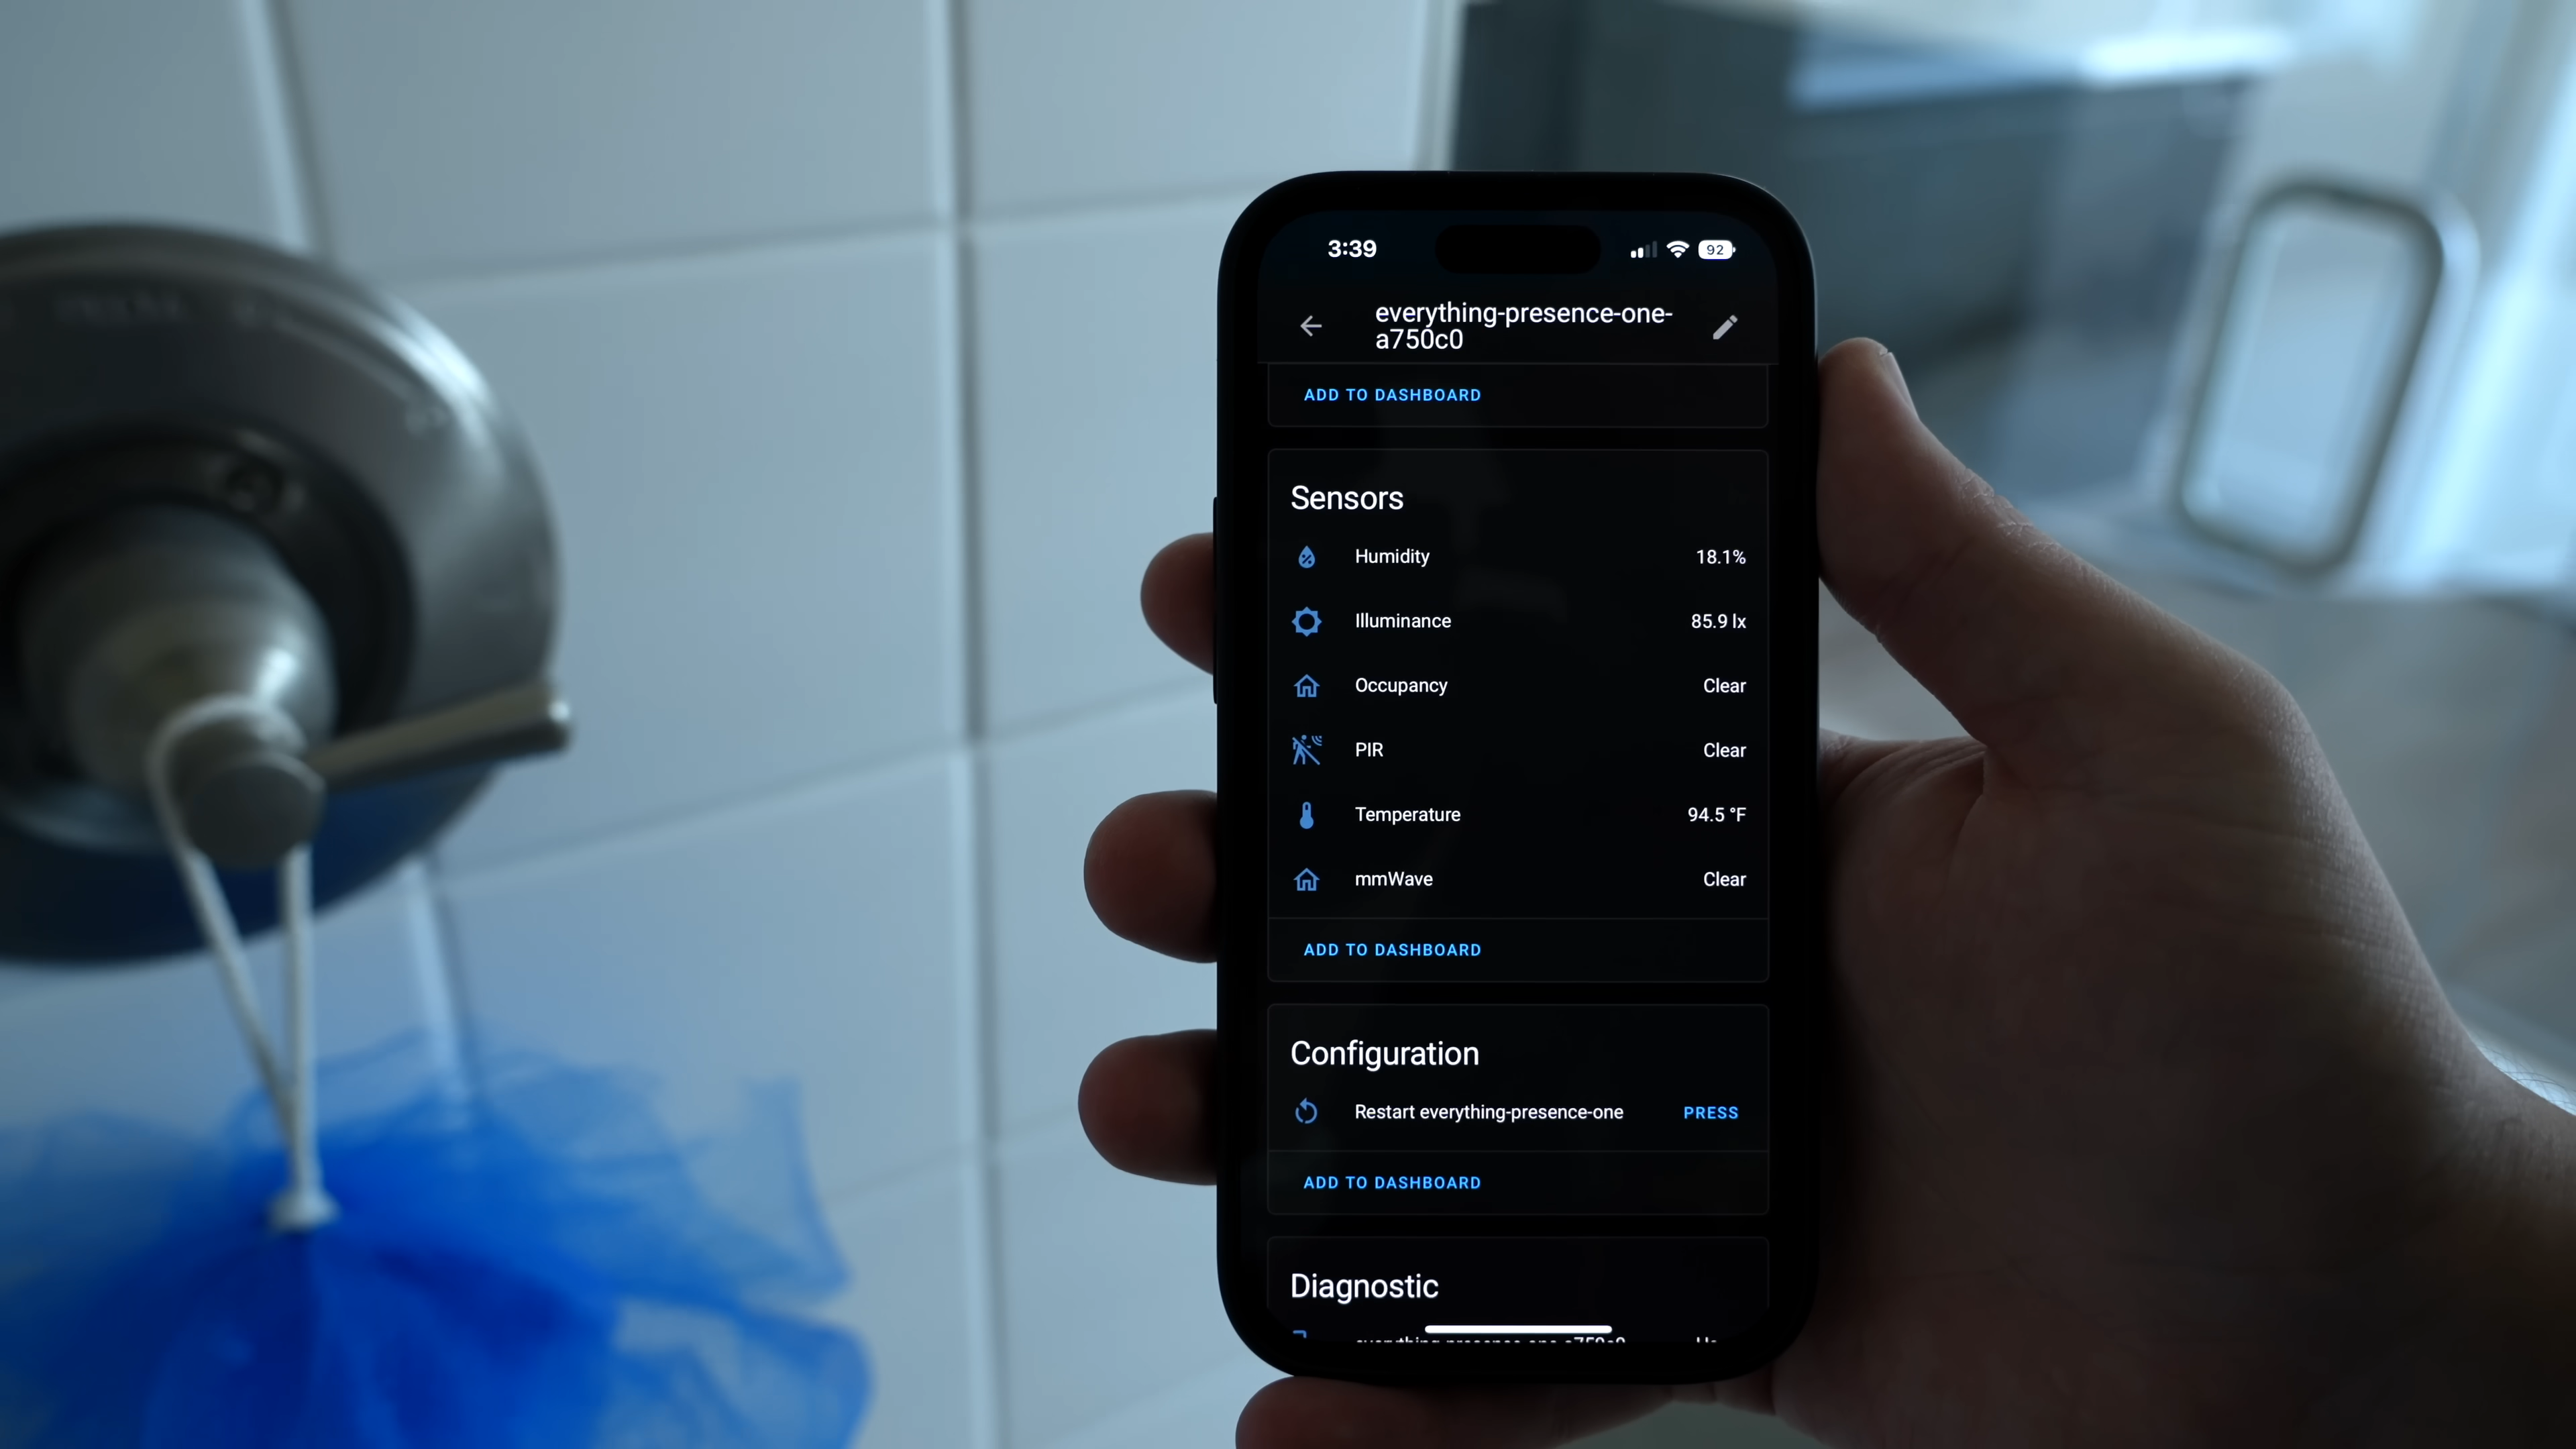 3:39
92
everything-presence-one-
a750c0
ADD TO DASHBOARD
Sensors
Humidity 18.1%
Illuminance 85.9 lx
Occupancy Clear
PIR Clear
Temperature 94.5 °F
mmWave Clear
ADD TO DASHBOARD
Configuration
Restart everything-presence-one PRESS
ADD TO DASHBOARD
Diagnostic